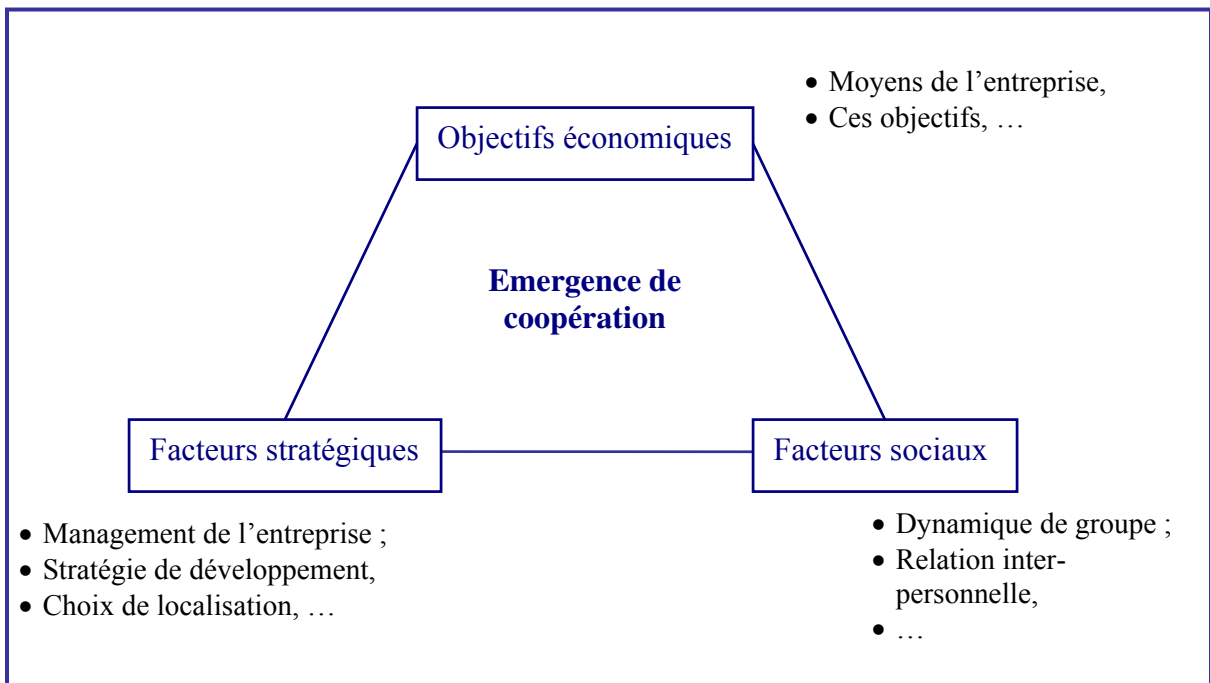 • Moyens de l’entreprise,
• Ces objectifs, …
Objectifs économiques
Emergence de
coopération
Facteurs stratégiques
Facteurs sociaux
• Management de l’entreprise ;
• Stratégie de développement,
• Choix de localisation, …
• Dynamique de groupe ;
• Relation inter-
personnelle,
• …